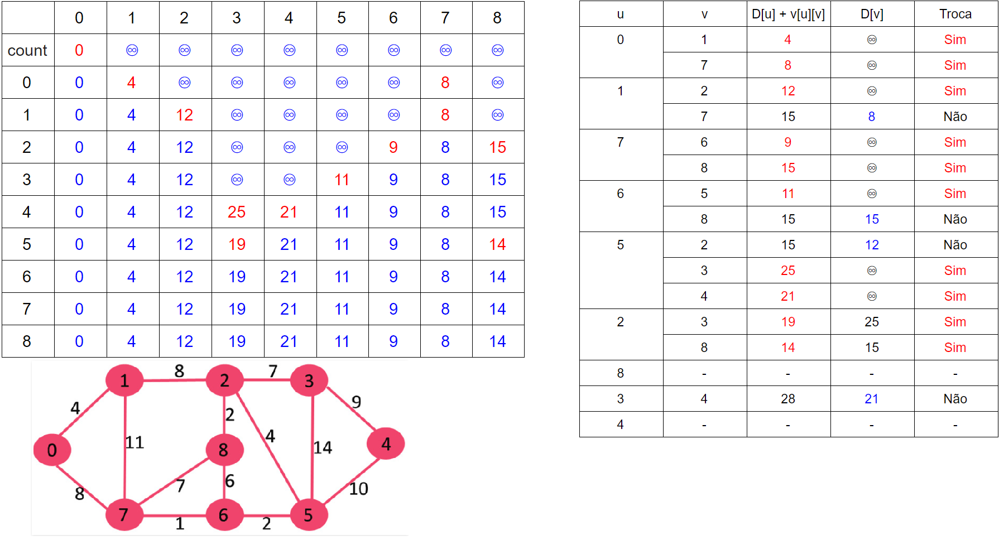 0 1 2 3 4 5 6 7 8
count 0 ∞ ∞ ∞ ∞ ∞ ∞ ∞ ∞
0 0 4 ∞ ∞ ∞ ∞ ∞ 8 ∞
1 0 4 12 ∞ ∞ ∞ ∞ 8 ∞
2 0 4 12 ∞ ∞ ∞ 9 8 15
3 0 4 12 ∞ ∞ 11 9 8 15
4 0 4 12 25 21 11 9 8 15
5 0 4 12 19 21 11 9 8 14
6 0 4 12 19 21 11 9 8 14
7 0 4 12 19 21 11 9 8 14
8 0 4 12 19 21 11 9 8 14
u v D[u] + v[u][v] D[v] Troca
0 1 4 ∞ Sim
7 8 ∞ Sim
1 2 12 ∞ Sim
7 15 8 Não
7 6 9 ∞ Sim
8 15 ∞ Sim
6 5 11 ∞ Sim
8 15 15 Não
5 2 15 12 Não
3 25 ∞ Sim
4 21 ∞ Sim
2 3 19 25 Sim
8 14 15 Sim
8 - - - -
3 4 28 21 Não
4 - - - -
8 7
1 2 3
4 2 9
0 11 8 4 14 4
8 7 6 10
7 6 5
1 2